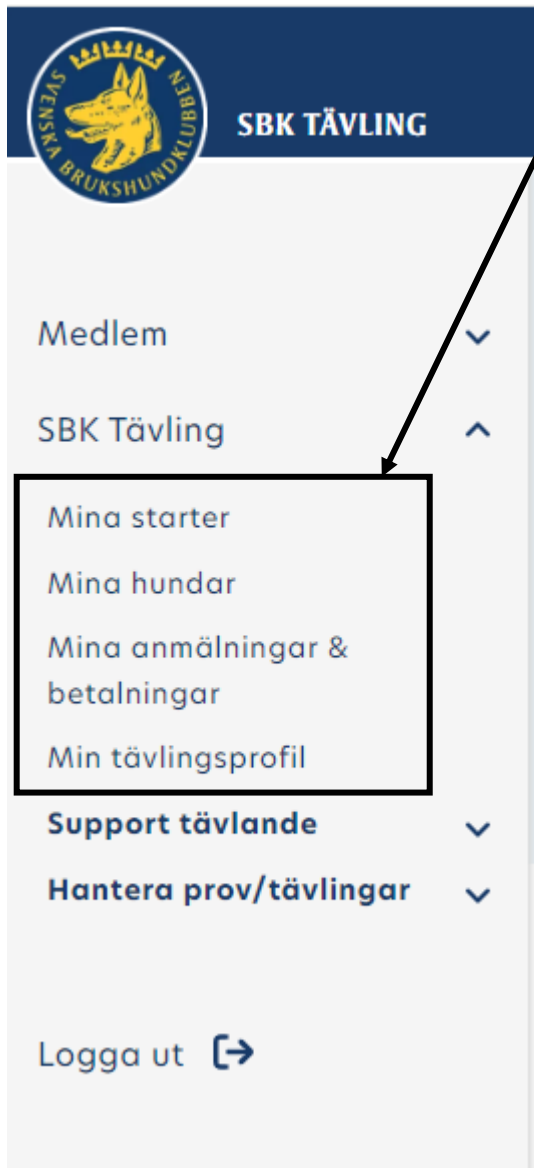 SVENSKA BRUKSHUNDKLUBBEN
SBK TÄVLING
Medlem
SBK Tävling
Mina starter
Mina hundar
Mina anmälningar &
betalningar
Min tävlingsprofil
Support tävlande
Hantera prov/tävlingar
Logga ut